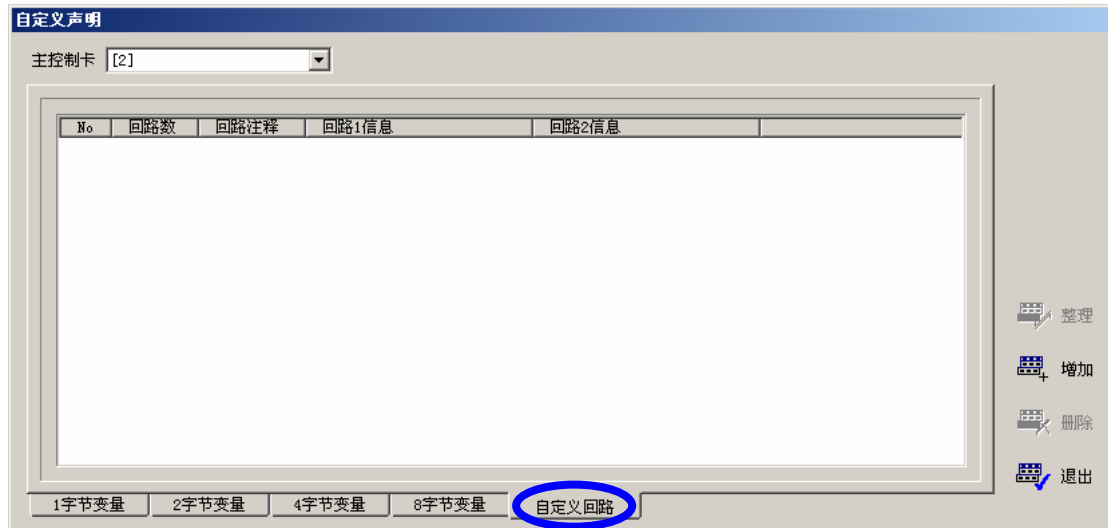 自定义声明
主控制卡 [2]
No 回路数 回路注释 回路1信息 回路2信息
整理
增加
删除
退出
1字节变量 2字节变量 4字节变量 8字节变量 自定义回路